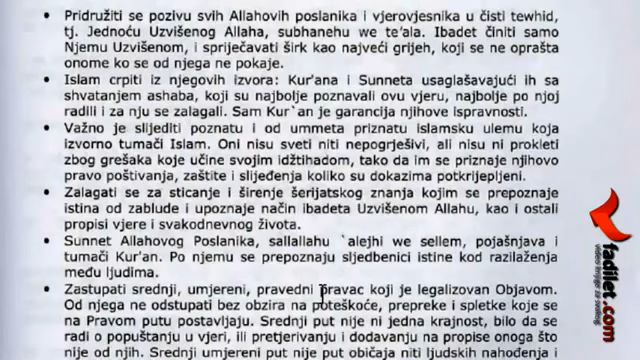 • Pridružiti se pozivu svih Allahovih poslanika i vjerovjesnika u čisti tewhid,
tj. Jednoću Uzvišenog Allaha, subhanehu we te'ala. Ibadet činiti samo
Njemu Uzvišenom, i spriječavati širk kao najveći grijeh, koji se ne oprašta
onome ko se od njega ne pokaje.
• Islam crpiti iz njegovih izvora: Kur'ana i Sunneta usaglašavajući ih sa
shvatanjem ashaba, koji su najbolje poznavali ovu vjeru, najbolje po njoj
radili i za nju se zalagali. Sam Kur`an je garancija njihove ispravnosti.
• Važno je slijediti poznatu i od ummeta priznatu islamsku ulemu koja
izvorno tumači Islam. Oni nisu sveti niti nepogrješivi, ali nisu ni prokleti
zbog grešaka koje učine svojim idžtihadom, tako da im se priznaje njihovo
pravo poštivanja, zaštite i slijeđenja koliko su dokazima potkrijepljeni.
• Zalagati se za sticanje i širenje šerijatskog znanja kojim se prepoznaje
istina od zablude i upoznaje način ibadeta Uzvišenom Allahu, kao i ostali
propisi vjere i svakodnevnog života.
• Sunnet Allahovog Poslanika, sallallahu `alejhi we sellem, pojašnjava i
tumači Kur'an. Po njemu se prepoznaju sljedbenici istine kod razilaženja
među ljudima.
• Zastupati srednji, umjereni, pravedni pravac koji je legalizovan Objavom.
Od njega ne odstupati bez obzira na poteškoće, prepreke i spletke koje se
na Pravom putu postavljaju. Srednji put nije ni jedna krajnost, bilo da se
radi o popuštanju u vjeri, ili pretjerivanju i dodavanju na propise onoga što
nije od njih. Srednji umjereni put nije put običaja niti ljudskih nahođenja i
fadilet.com
video knjige za svakog